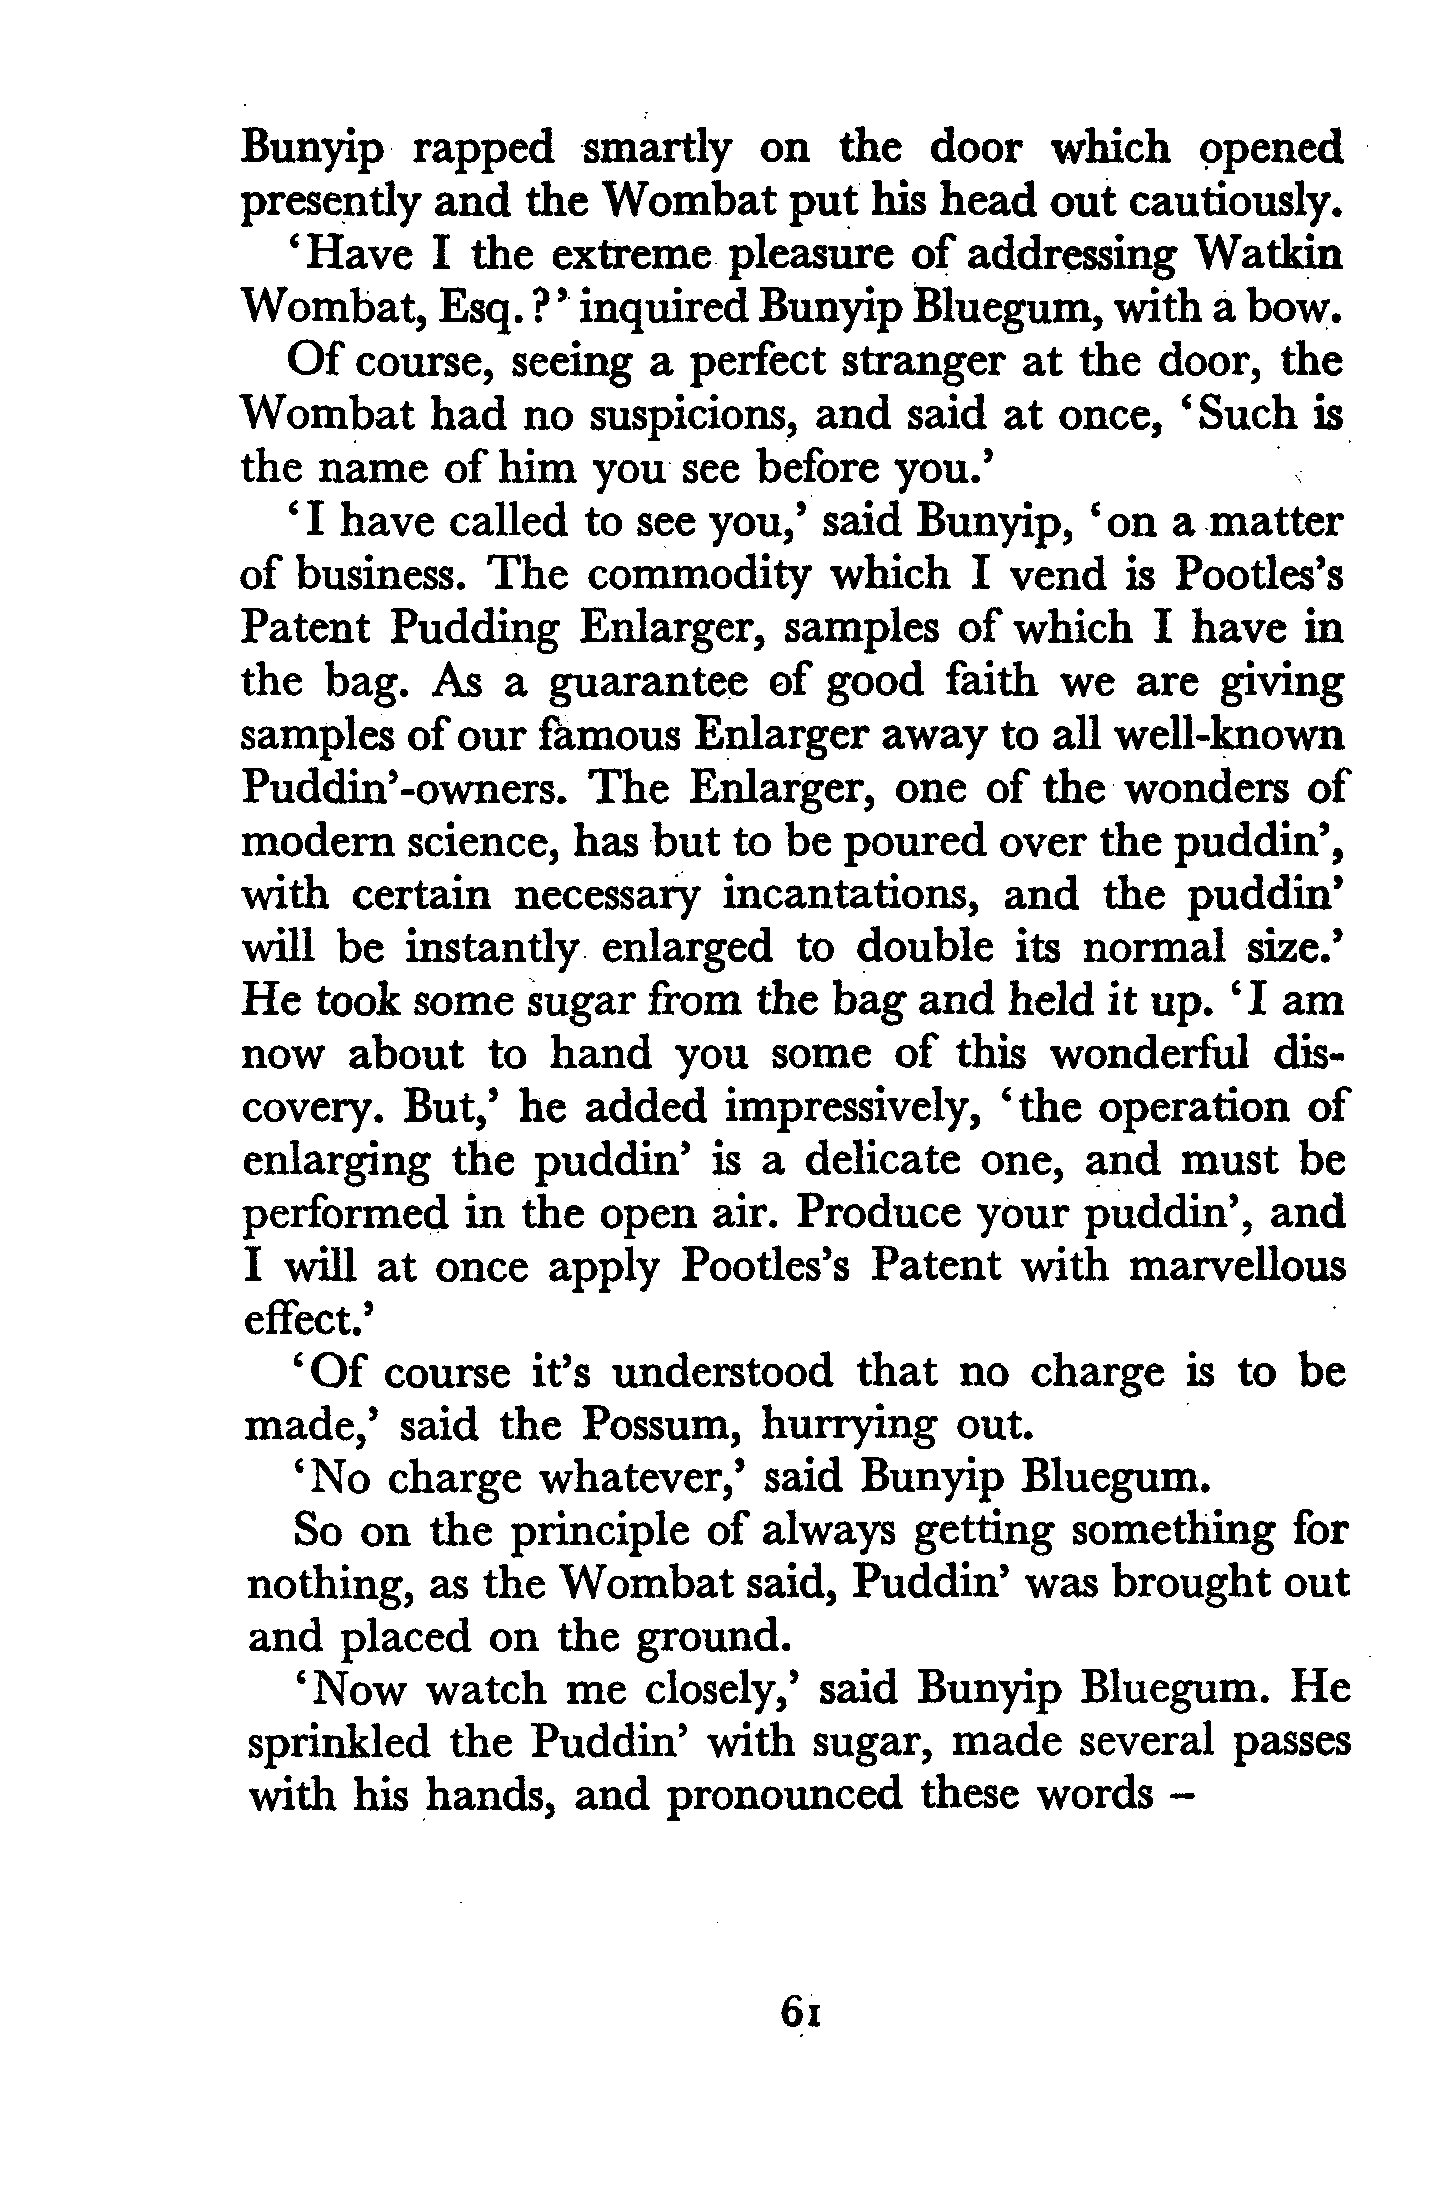 Bunyip rapped smartly on the door which opened
presently and the Wombat put his head out cautiously.
‘Have I the extreme pleasure of addressing Watkin
Wombat, Esq.?’ inquired Bunyip Bluegum, with a bow.
Of course, seeing a perfect stranger at the door, the
Wombat had no suspicions, and said at once, ‘Such is
the name of him you see before you.’
‘I have called to see you,’ said Bunyip, ‘on a matter
of business. The commodity which I vend is Pootles’s
Patent Pudding Enlarger, samples of which I have in
the bag. As a guarantee of good faith we are giving
samples of our famous Enlarger away to all well-known
Puddin’-owners. The Enlarger, one of the wonders of
modern science, has but to be poured over the puddin’,
with certain necessary incantations, and the puddin’
will be instantly enlarged to double its normal size.’
He took some sugar from the bag and held it up. ‘I am
now about to hand you some of this wonderful dis-
covery. But,’ he added impressively, ‘the operation of
enlarging the puddin’ is a delicate one, and must be
performed in the open air. Produce your puddin’, and
I will at once apply Pootles’s Patent with marvellous
effect.’
‘Of course it’s understood that no charge is to be
made,’ said the Possum, hurrying out.
‘No charge whatever,’ said Bunyip Bluegum.
So on the principle of always getting something for
nothing, as the Wombat said, Puddin’ was brought out
and placed on the ground.
‘Now watch me closely,’ said Bunyip Bluegum. He
sprinkled the Puddin’ with sugar, made several passes
with his hands, and pronounced these words –
61